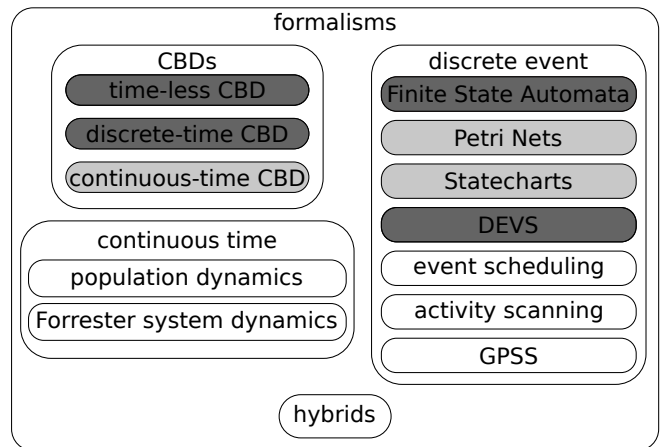 formalisms
CBDs
time-less CBD
discrete-time CBD
continuous-time CBD
continuous time
population dynamics
Forrester system dynamics
discrete event
Finite State Automata
Petri Nets
Statecharts
DEVS
event scheduling
activity scanning
GPSS
hybrids